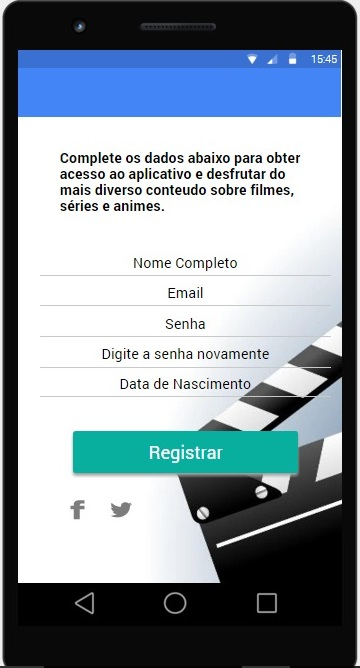 15:45
Complete os dados abaixo para obter
acesso ao aplicativo e desfrutar do
mais diverso conteudo sobre filmes,
séries e animes.
Nome Completo
Email
Senha
Digite a senha novamente
Data de Nascimento
Registrar